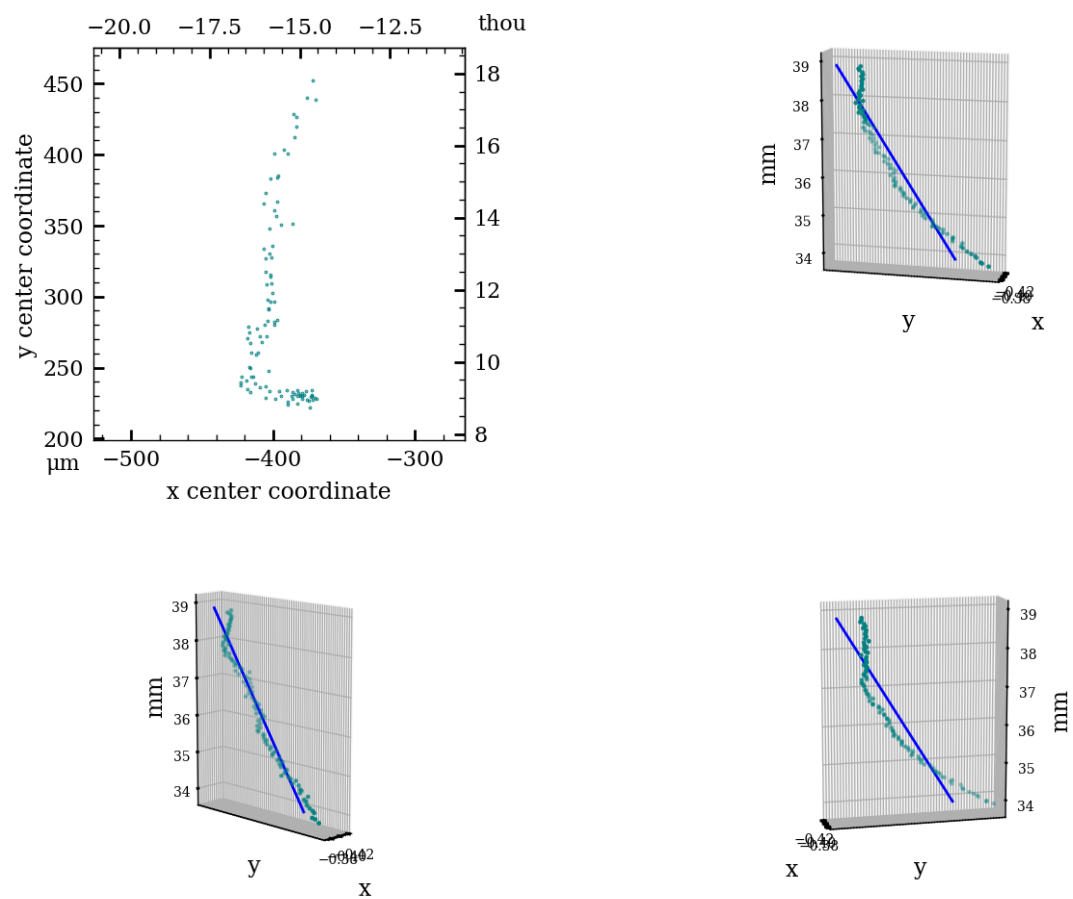 −20.0 −17.5 −15.0 −12.5 thou
450
400
350
300
250
200
18
16
14
12
10
8
μm
−500 −400 −300
x center coordinate
y center coordinate
39
38
37
36
35
34
mm
y
x
39
38
37
36
35
34
mm
y
x
39
38
37
36
35
34
mm
x
y